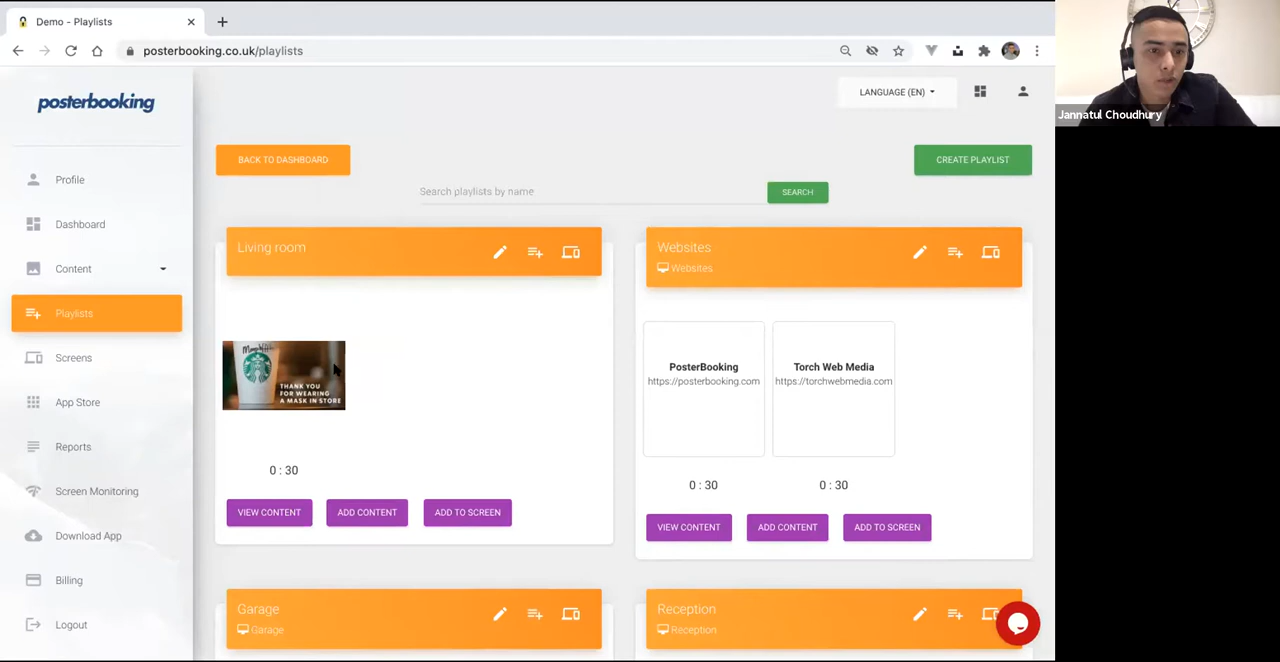 Demo - Playlists
posterbooking.co.uk/playlists
Jannatul Choudhury
posterbooking
LANGUAGE (EN)
Profile
Dashboard
Content
Playlists
Screens
App Store
Reports
Screen Monitoring
Download App
Billing
Logout
BACK TO DASHBOARD
CREATE PLAYLIST
Search playlists by name
SEARCH
Living room
THANK YOU
FOR WEARING
A MASK IN STORE
0 : 30
VIEW CONTENT
ADD CONTENT
ADD TO SCREEN
Websites
Websites
PosterBooking
https://posterbooking.com
Torch Web Media
https://torchwebmedia.com
0 : 30
0 : 30
VIEW CONTENT
ADD CONTENT
ADD TO SCREEN
Garage
Garage
Reception
Reception